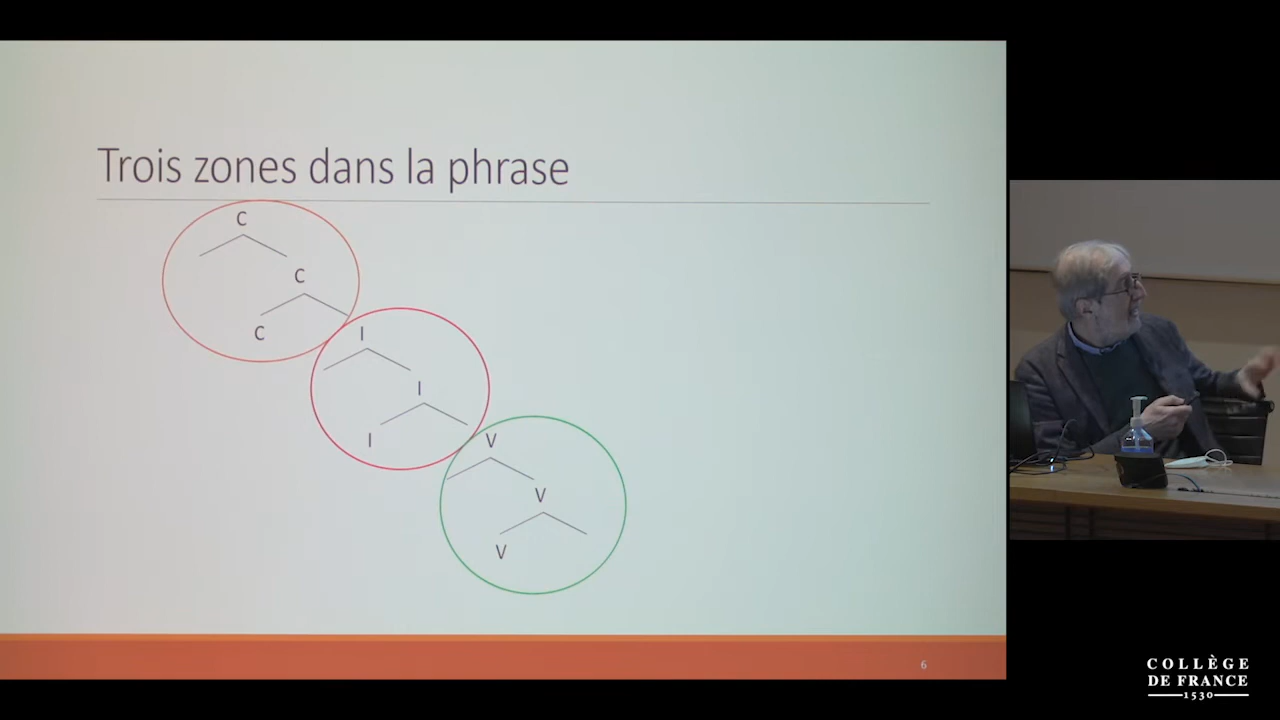 Trois zones dans la phrase
C
C
C
I
I
I
V
V
V
6
COLLÈGE
DE FRANCE
1530